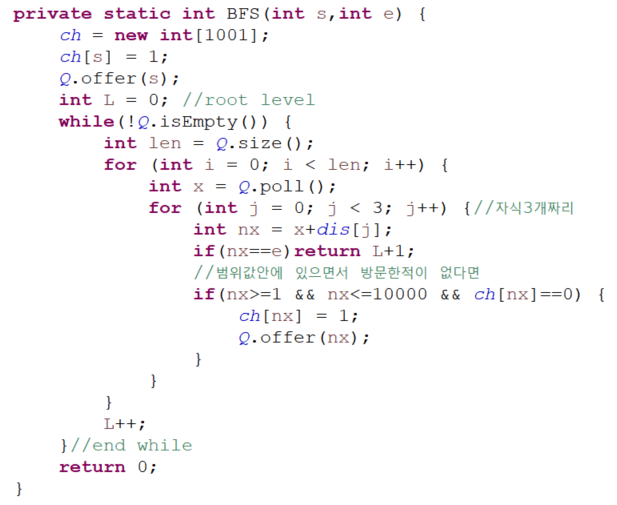 private static int BFS(int s,int e) {
    ch = new int[1001];
    ch[s] = 1;
    Q.offer(s);
    int L = 0; //root level
    while(!Q.isEmpty()) {
        int len = Q.size();
        for (int i = 0; i < len; i++) {
            int x = Q.poll();
            for (int j = 0; j < 3; j++) {//자식3개짜리
                int nx = x+dis[j];
                if(nx==e)return L+1;
                //범위값안에 있으면서 방문한적이 없다면
                if(nx>=1 && nx<=10000 && ch[nx]==0) {
                    ch[nx] = 1;
                    Q.offer(nx);
                }
            }
        }
        L++;
    }//end while
    return 0;
}